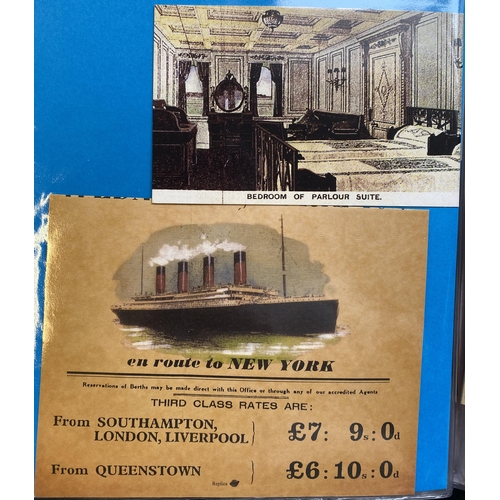 BEDROOM OF PARLOUR SUITE.
en route to NEW YORK
Reservations of Berths may be made direct with this Office or through any of our accredited Agents
THIRD CLASS RATES ARE:
From SOUTHAMPTON,
LONDON, LIVERPOOL } £7: 9s:0d
From QUEENSTOWN } £6:10s:0d
Replica